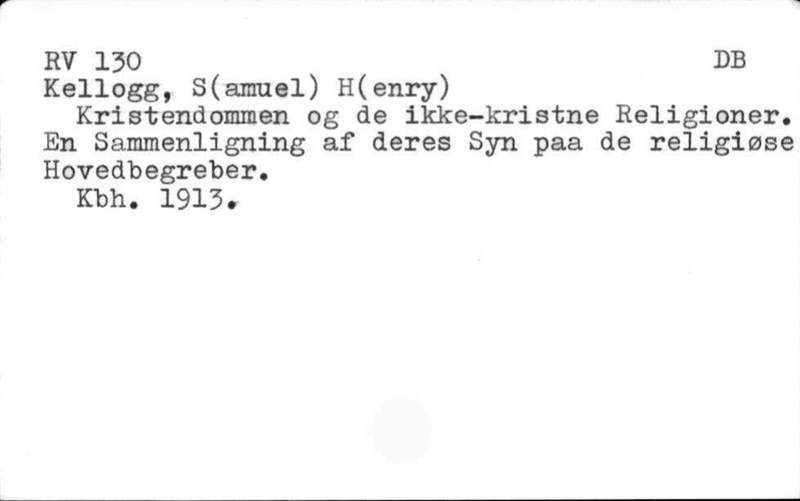 RV 130 DB
Kellogg, S(amuel) H(enry)
Kristendommen og de ikke-kristne Religioner.
En Sammenligning af deres Syn paa de religiøse
Hovedbegreber.
Kbh. 1913.